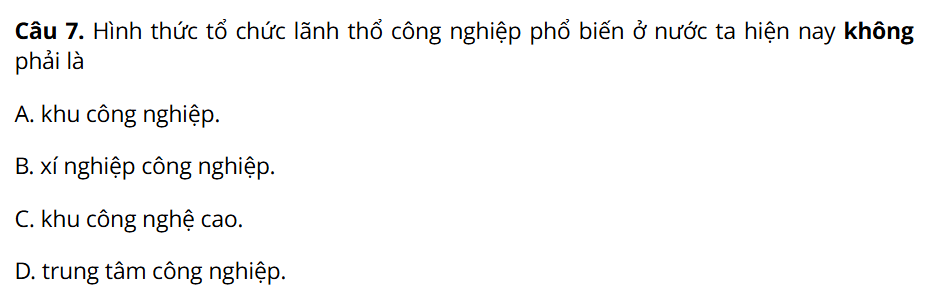 Câu 7. Hình thức tổ chức lãnh thổ công nghiệp phổ biến ở nước ta hiện nay không
phải là
A. khu công nghiệp.
B. xí nghiệp công nghiệp.
C. khu công nghệ cao.
D. trung tâm công nghiệp.